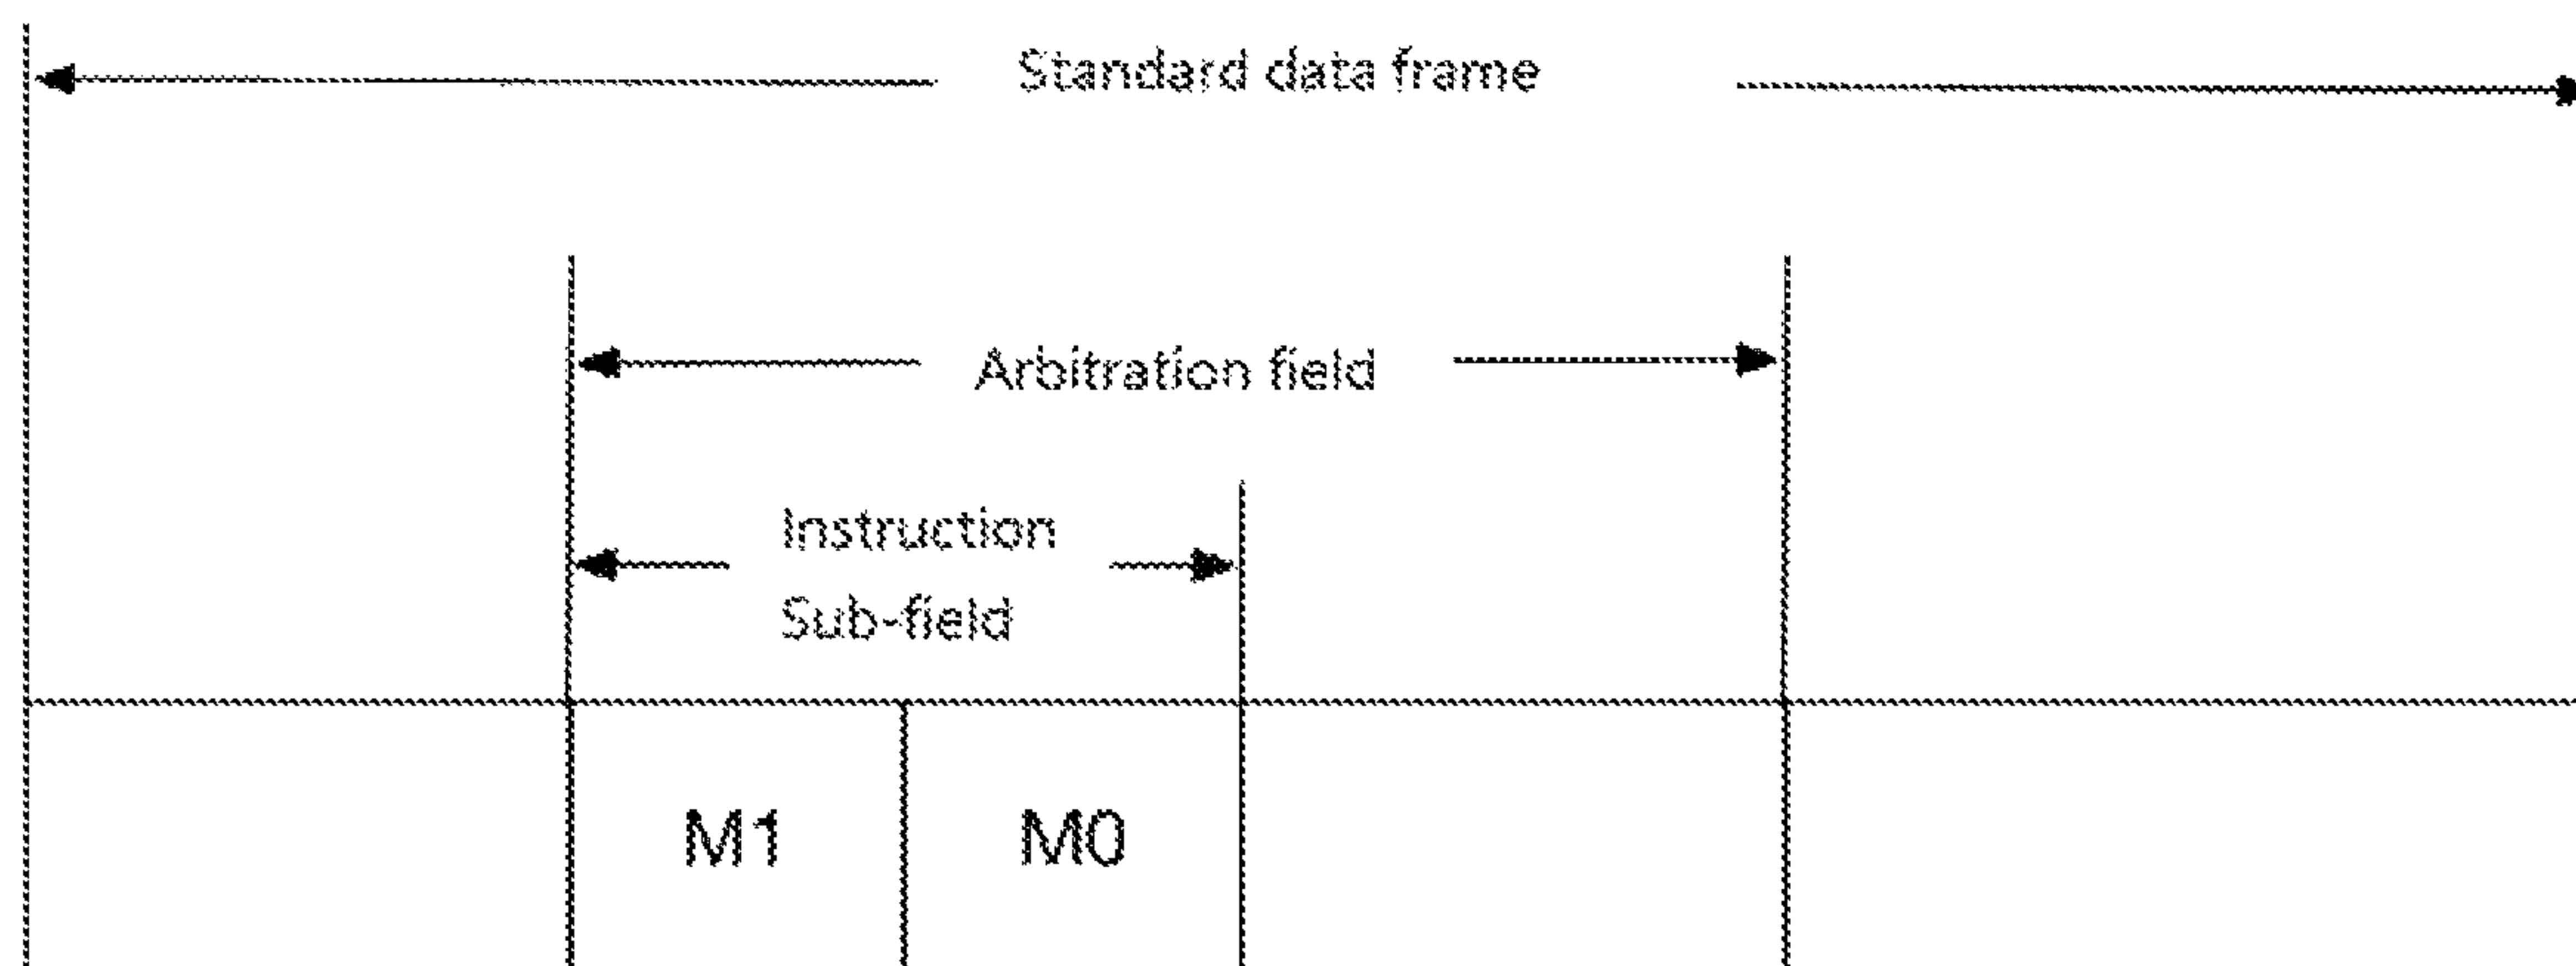 Standard data frame
Arbitration field
Instruction
Sub-field
M1 M0